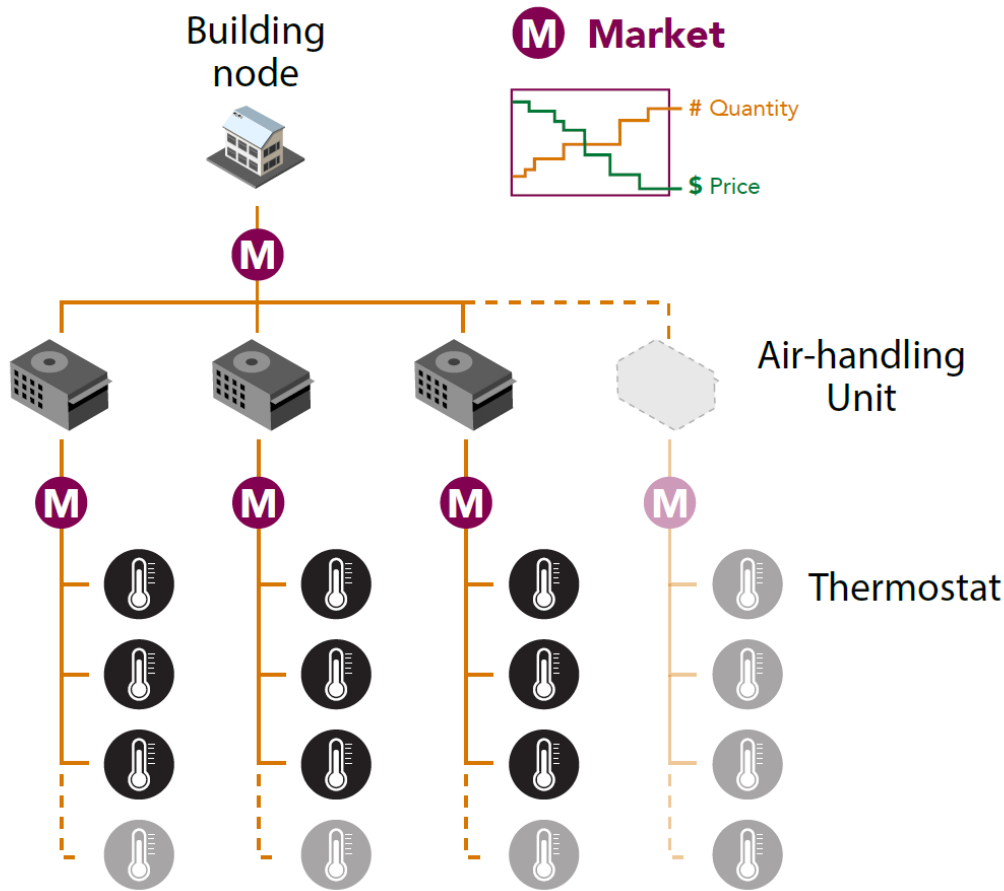 Building
node
M Market
# Quantity
$ Price
M
Air-handling
Unit
M
M
M
M
Thermostat